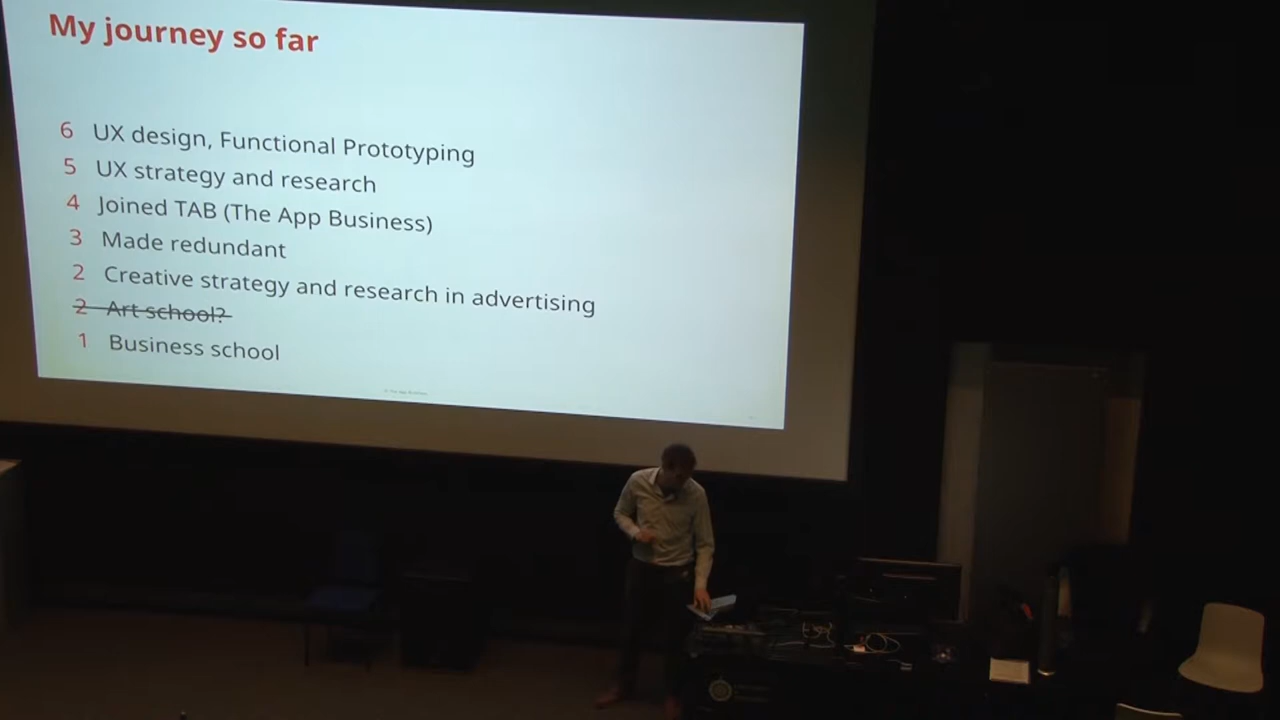 My journey so far
6 UX design, Functional Prototyping
5 UX strategy and research
4 Joined TAB (The App Business)
3 Made redundant
2 Creative strategy and research in advertising
2 Art school?
1 Business school